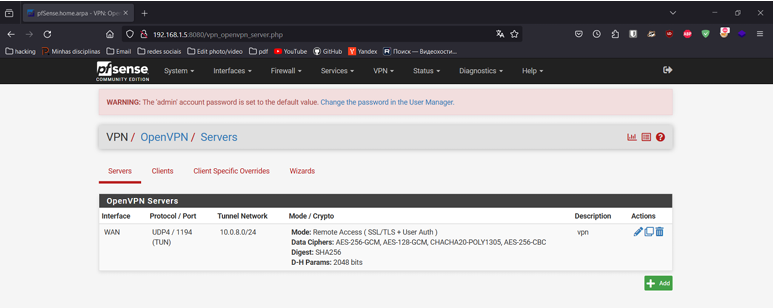 pfSense.home.arpa - VPN: Ope
192.168.1.5:8080/vpn_openvpn_server.php
hacking Minhas disciplinas Email redes sociais Edit photo/video pdf YouTube GitHub Yandex Поиск — Видеохости...
pfsense System Interfaces Firewall Services VPN Status Diagnostics Help
COMMUNITY EDITION
WARNING: The 'admin' account password is set to the default value. Change the password in the User Manager.
VPN / OpenVPN / Servers
Servers Clients Client Specific Overrides Wizards
OpenVPN Servers
Interface Protocol / Port Tunnel Network Mode / Crypto Description Actions
WAN UDP4 / 1194 10.0.8.0/24 Mode: Remote Access ( SSL/TLS + User Auth ) vpn
(TUN) Data Ciphers: AES-256-GCM, AES-128-GCM, CHACHA20-POLY1305, AES-256-CBC
Digest: SHA256
D-H Params: 2048 bits
Add